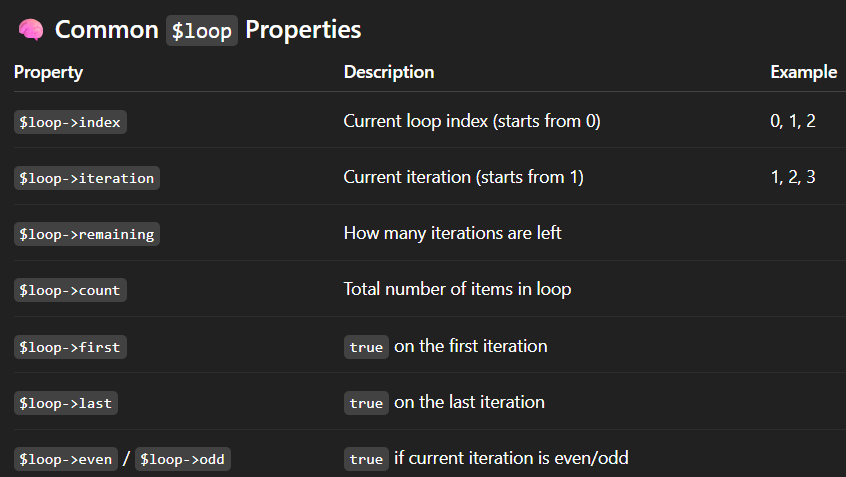 🧠 Common $loop Properties
Property Description Example
$loop->index Current loop index (starts from 0) 0, 1, 2
$loop->iteration Current iteration (starts from 1) 1, 2, 3
$loop->remaining How many iterations are left
$loop->count Total number of items in loop
$loop->first true on the first iteration
$loop->last true on the last iteration
$loop->even / $loop->odd true if current iteration is even/odd